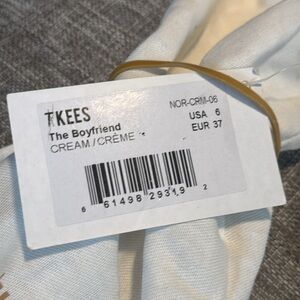 TKEES
The Boyfriend
CREAM / CRÈME
NOR-CRM-06
USA 6
EUR 37
6 61498 29319 2